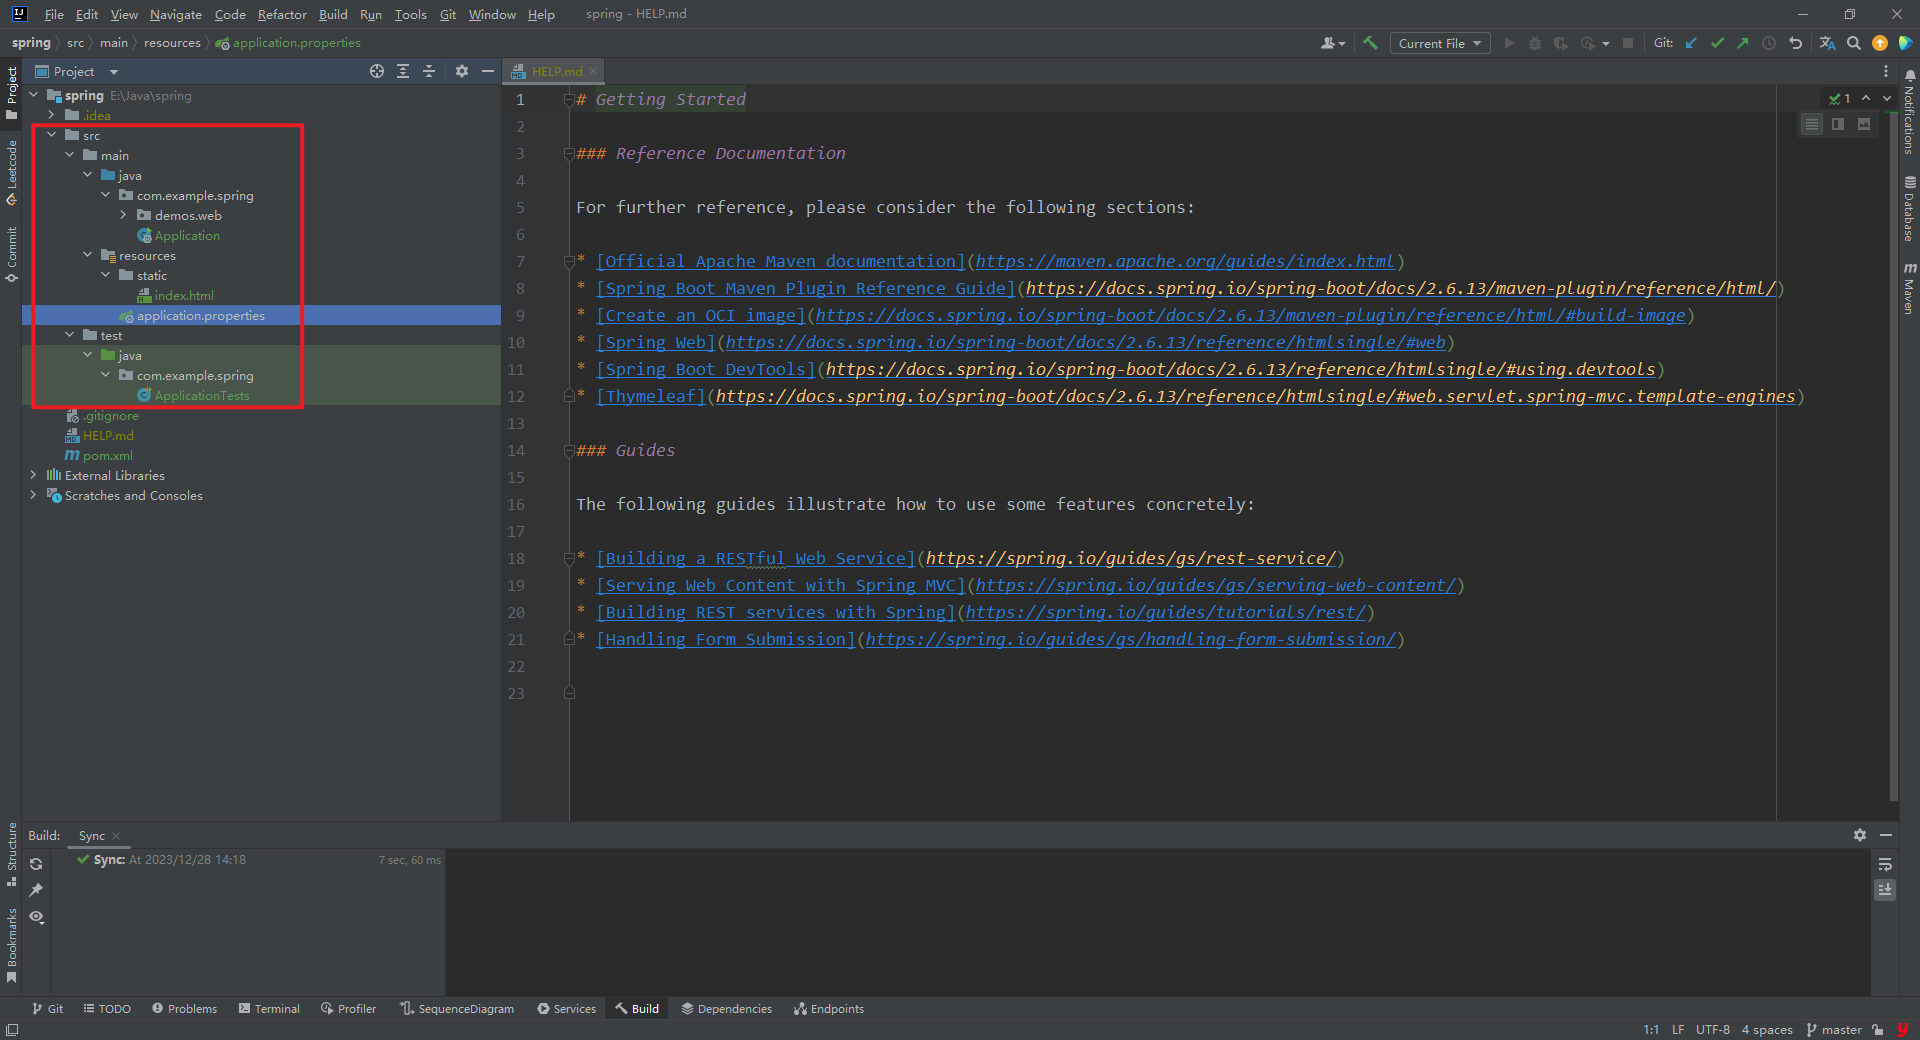 File Edit View Navigate Code Refactor Build Run Tools Git Window Help spring - HELP.md
spring src main resources application.properties Current File Git:
Project HELP.md
spring E:\Java\spring
.idea
src
main
java
com.example.spring
demos.web
Application
resources
static
index.html
application.properties
test
java
com.example.spring
ApplicationTests
.gitignore
HELP.md
pom.xml
External Libraries
Scratches and Consoles
1 # Getting Started
2
3 ### Reference Documentation
4
5 For further reference, please consider the following sections:
6
7 * [Official Apache Maven documentation](https://maven.apache.org/guides/index.html)
8 * [Spring Boot Maven Plugin Reference Guide](https://docs.spring.io/spring-boot/docs/2.6.13/maven-plugin/reference/html/)
9 * [Create an OCI image](https://docs.spring.io/spring-boot/docs/2.6.13/maven-plugin/reference/html/#build-image)
10 * [Spring Web](https://docs.spring.io/spring-boot/docs/2.6.13/reference/htmlsingle/#web)
11 * [Spring Boot DevTools](https://docs.spring.io/spring-boot/docs/2.6.13/reference/htmlsingle/#using.devtools)
12 * [Thymeleaf](https://docs.spring.io/spring-boot/docs/2.6.13/reference/htmlsingle/#web.servlet.spring-mvc.template-engines)
13
14 ### Guides
15
16 The following guides illustrate how to use some features concretely:
17
18 * [Building a RESTful Web Service](https://spring.io/guides/gs/rest-service/)
19 * [Serving Web Content with Spring MVC](https://spring.io/guides/gs/serving-web-content/)
20 * [Building REST services with Spring](https://spring.io/guides/tutorials/rest/)
21 * [Handling Form Submission](https://spring.io/guides/gs/handling-form-submission/)
22
23
1
Project
Leetcode
Commit
Structure
Bookmarks
Notifications
Database
Maven
Build: Sync
Sync: At 2023/12/28 14:18 7 sec, 60 ms
Git TODO Problems Terminal Profiler SequenceDiagram Services Build Dependencies Endpoints
1:1 LF UTF-8 4 spaces master